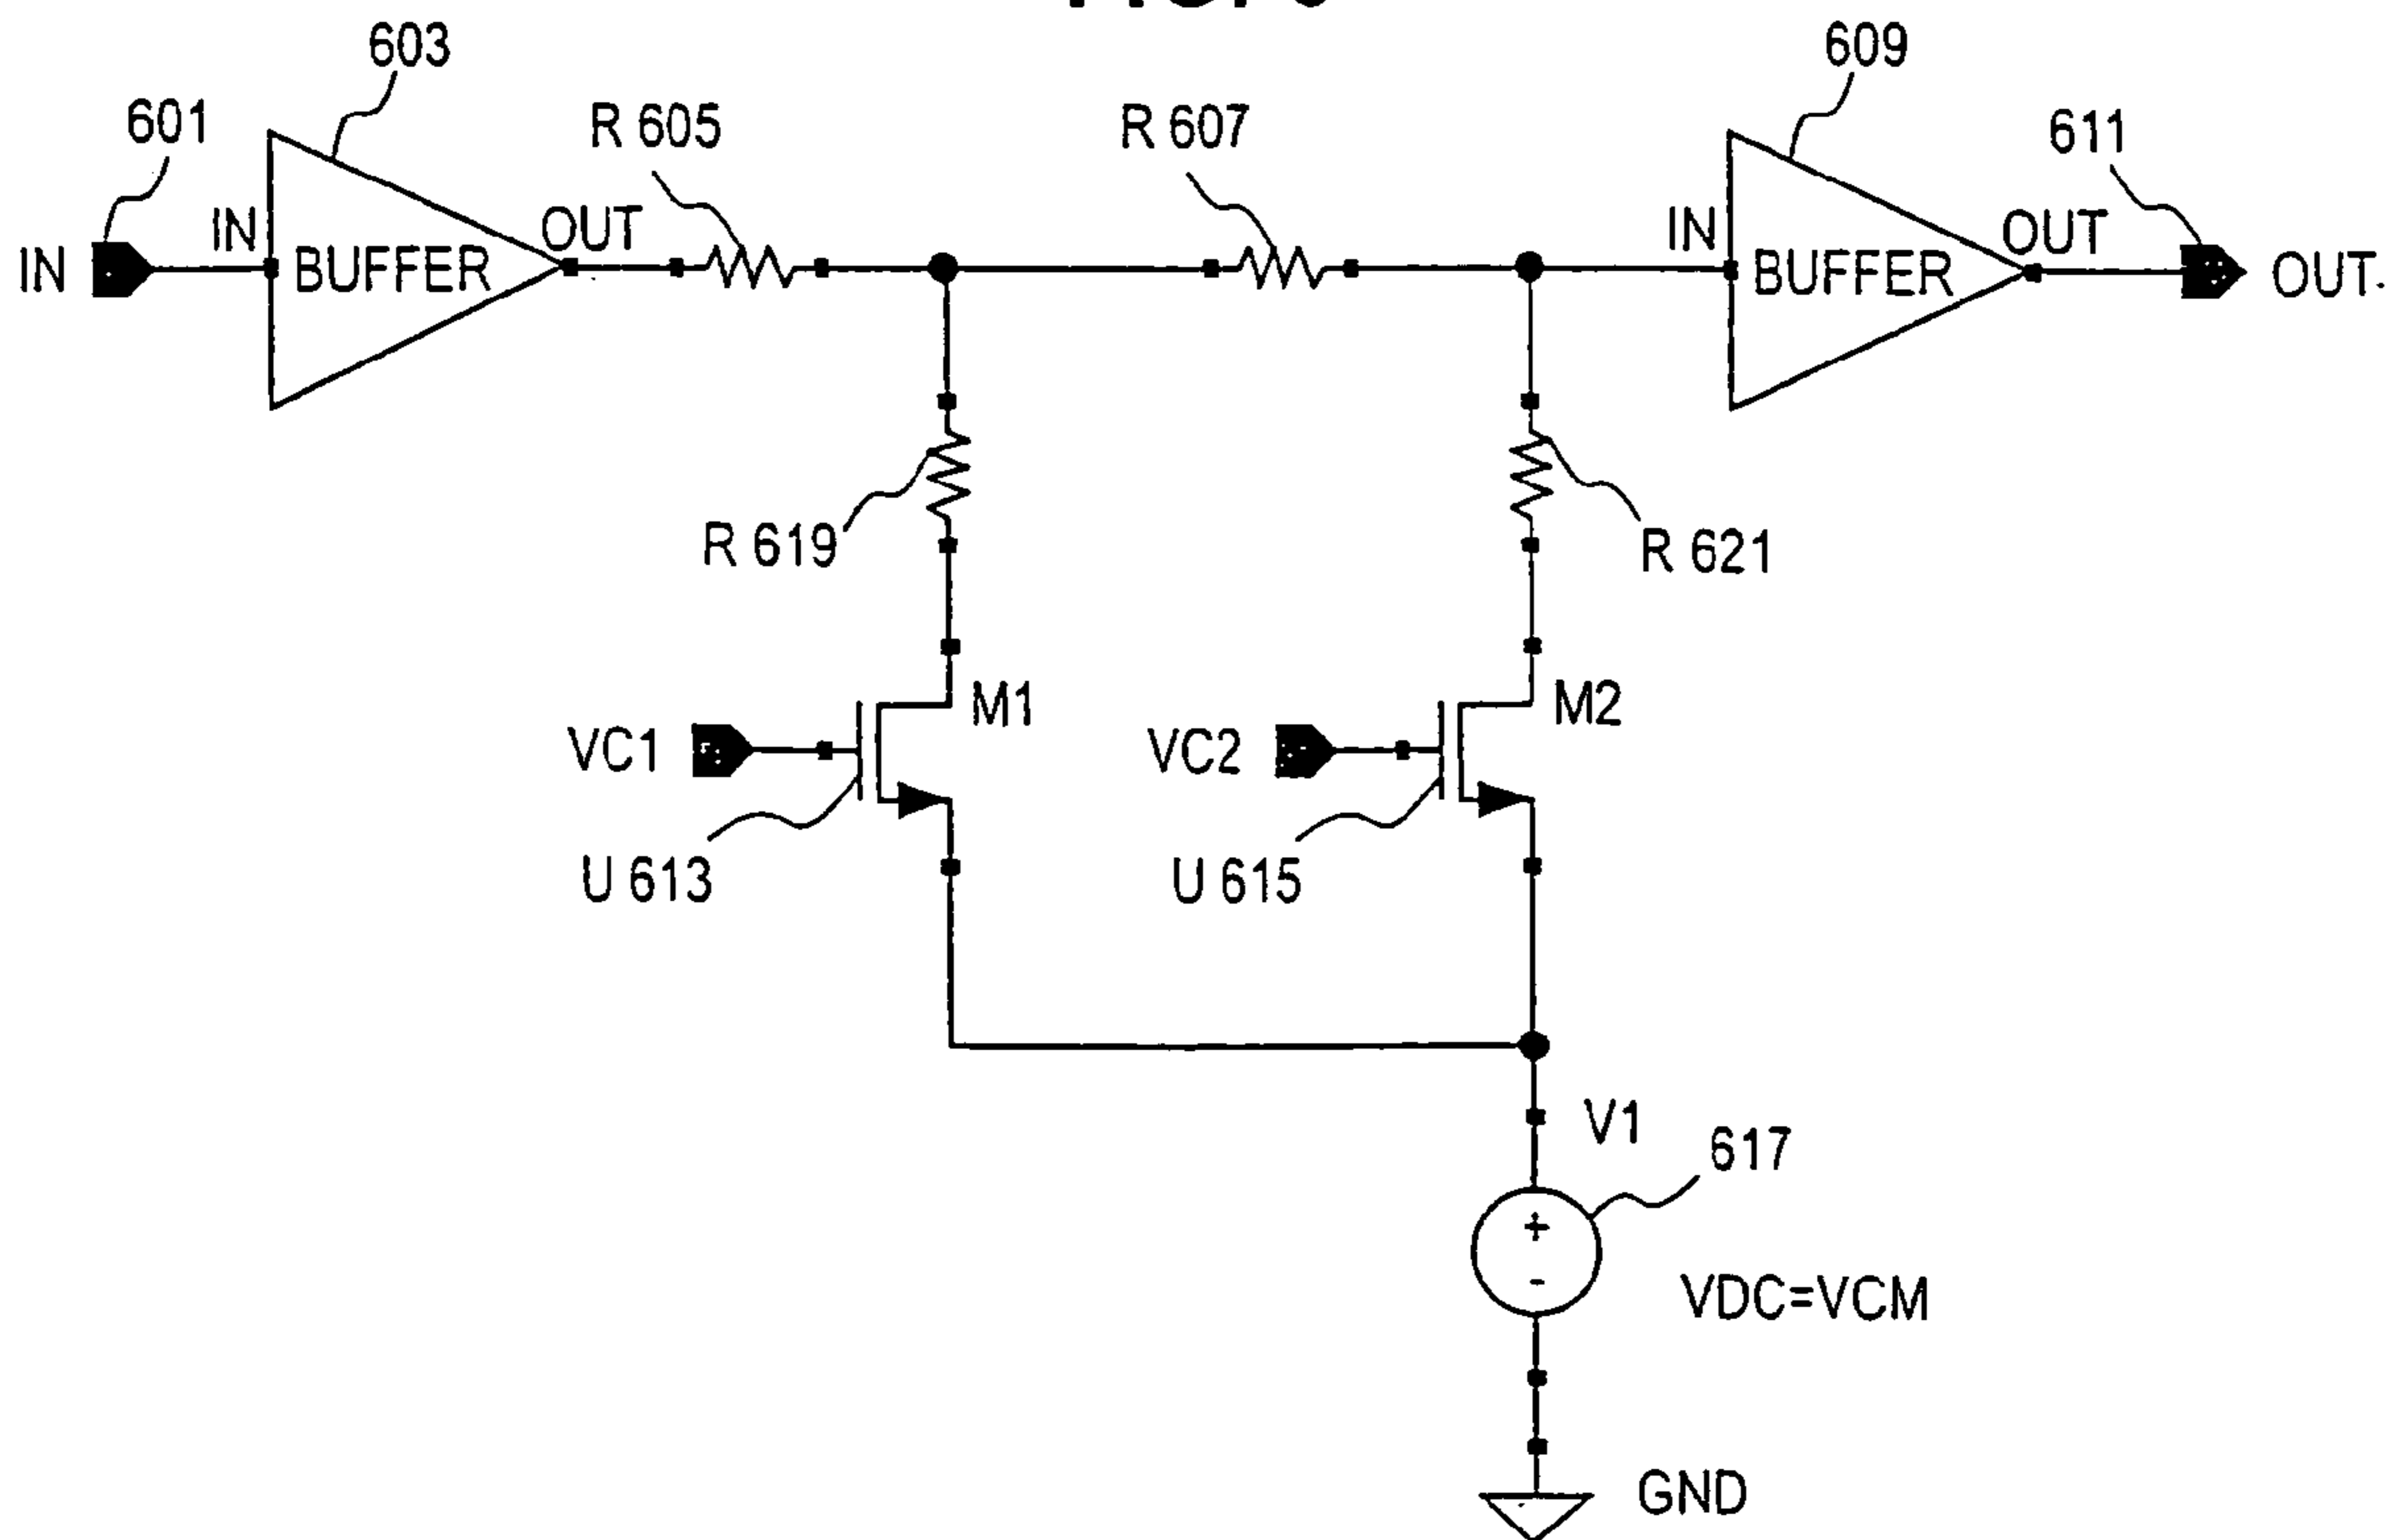 603
609
601
R 605
R 607
611
IN
IN
BUFFER
OUT
IN
BUFFER
OUT
OUT
R 619
R 621
M1
M2
VC1
VC2
U 613
U 615
V1
617
+
-
VDC=VCM
GND